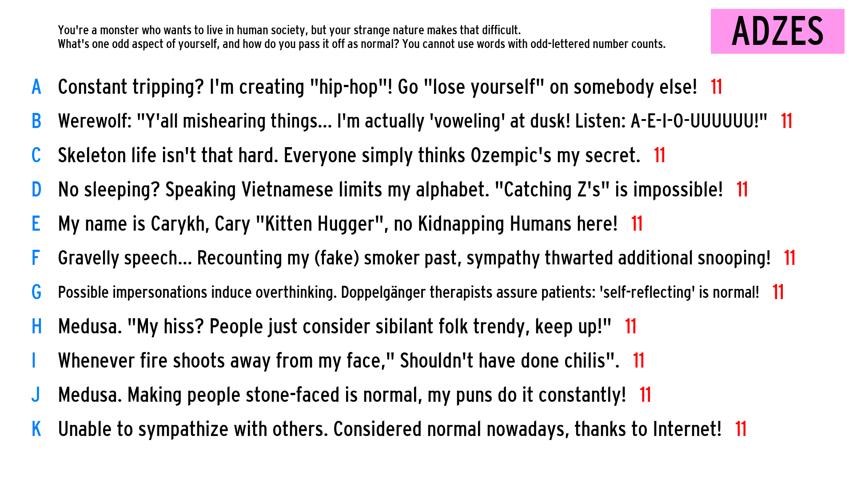 You're a monster who wants to live in human society, but your strange nature makes that difficult.
What's one odd aspect of yourself, and how do you pass it off as normal? You cannot use words with odd-lettered number counts.
ADZES
A Constant tripping? I'm creating "hip-hop"! Go "lose yourself" on somebody else! 11
B Werewolf: "Y'all mishearing things... I'm actually 'voweling' at dusk! Listen: A-E-I-O-UUUUUU!" 11
C Skeleton life isn't that hard. Everyone simply thinks Ozempic's my secret. 11
D No sleeping? Speaking Vietnamese limits my alphabet. "Catching Z's" is impossible! 11
E My name is Carykh, Cary "Kitten Hugger", no Kidnapping Humans here! 11
F Gravelly speech... Recounting my (fake) smoker past, sympathy thwarted additional snooping! 11
G Possible impersonations induce overthinking. Doppelgänger therapists assure patients: 'self-reflecting' is normal! 11
H Medusa. "My hiss? People just consider sibilant folk trendy, keep up!" 11
I Whenever fire shoots away from my face," Shouldn't have done chilis". 11
J Medusa. Making people stone-faced is normal, my puns do it constantly! 11
K Unable to sympathize with others. Considered normal nowadays, thanks to Internet! 11